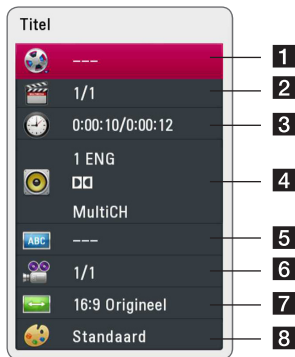 Titel
--- 1
1/1 2
0:00:10/0:00:12 3
1 ENG
DD
MultiCH
4
ABC --- 5
1/1 6
16:9 Origineel 7
Standaard 8